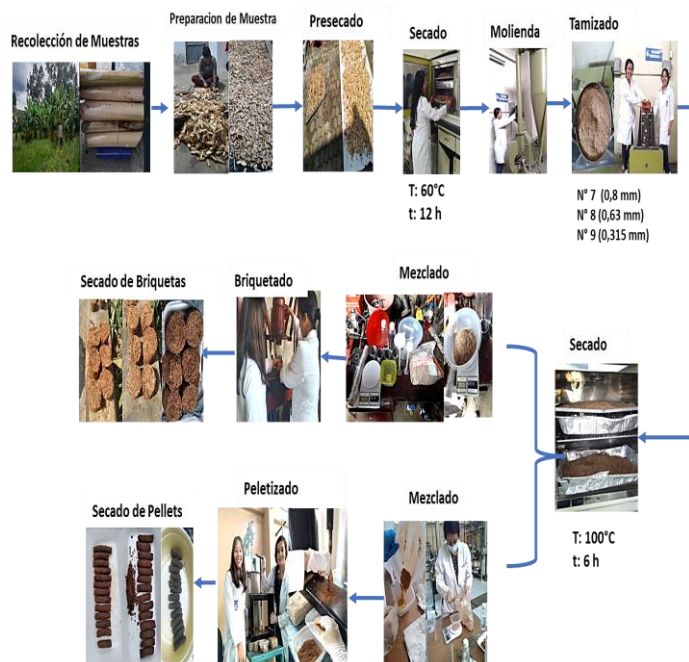 Recolección de Muestras
Preparacion de Muestra
Presecado
Secado
T: 60°C
t: 12 h
Molienda
Tamizado
N° 7 (0,8 mm)
N° 8 (0,63 mm)
N° 9 (0,315 mm)
Secado
T: 100°C
t: 6 h
Mezclado
Briquetado
Secado de Briquetas
Mezclado
Peletizado
Secado de Pellets